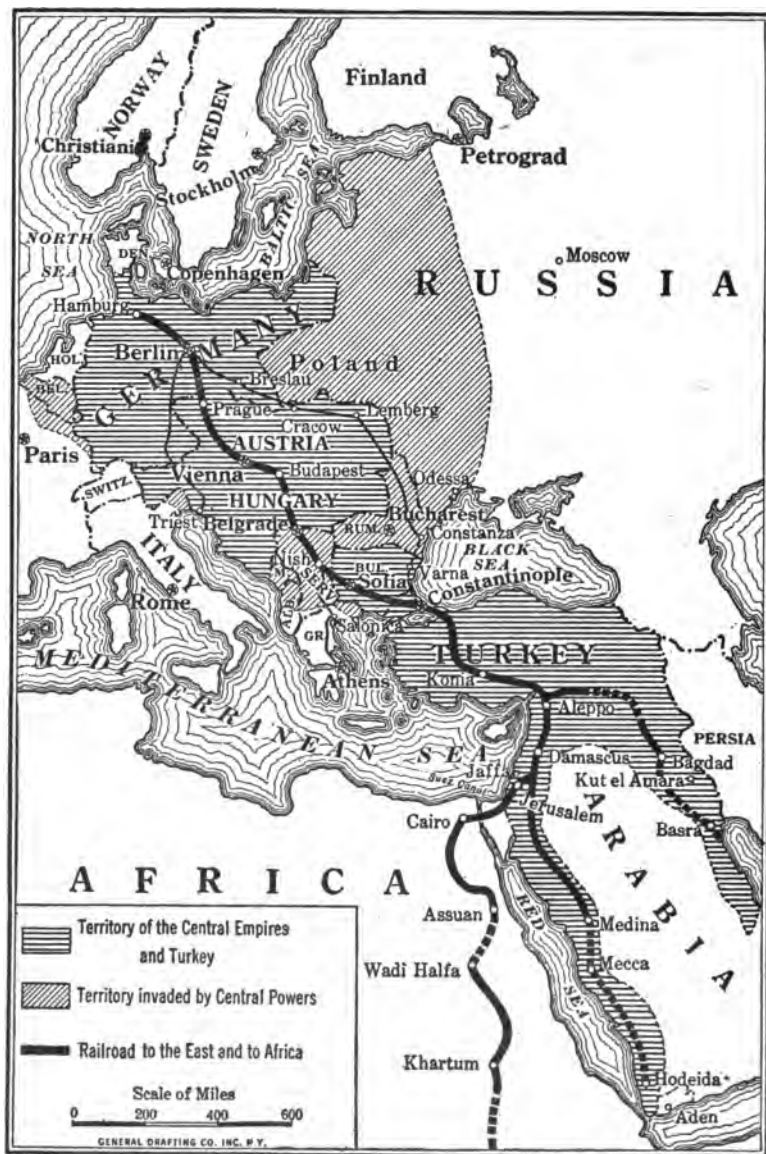 NORWAY
SWEDEN
Finland
Christiani
Stockholm
Petrograd
BALTIC SEA
NORTH
SEA
DEN.
Copenhagen
Moscow
RUSSIA
Hamburg
GERMANY
HOL.
Berlin
Poland
BEL.
Breslau
Prague
Lemberg
Cracow
Paris
AUSTRIA
Vienna
Budapest
Odessa
SWITZ
HUNGARY
Bucharest
Triest
Belgrade
RUM.
Constanza
ITALY
BLACK
SEA
Nish
SERV.
BUL.
Varna
Sofia
Constantinople
Rome
ALB.
GR.
Salonica
TURKEY
MEDITERRANEAN SEA
Athens
Konia
Aleppo
PERSIA
Damascus
Bagdad
Jaffa
Kut el Amara
Suez Canal
Jerusalem
ARABIA
Cairo
Basra
AFRICA
RED
SEA
Assuan
Medina
Wadi Halfa
Mecca
Khartum
Hodeida
Aden
Territory of the Central Empires
and Turkey
Territory invaded by Central Powers
Railroad to the East and to Africa
Scale of Miles
0 200 400 600
GENERAL DRAFTING CO. INC. N.Y.